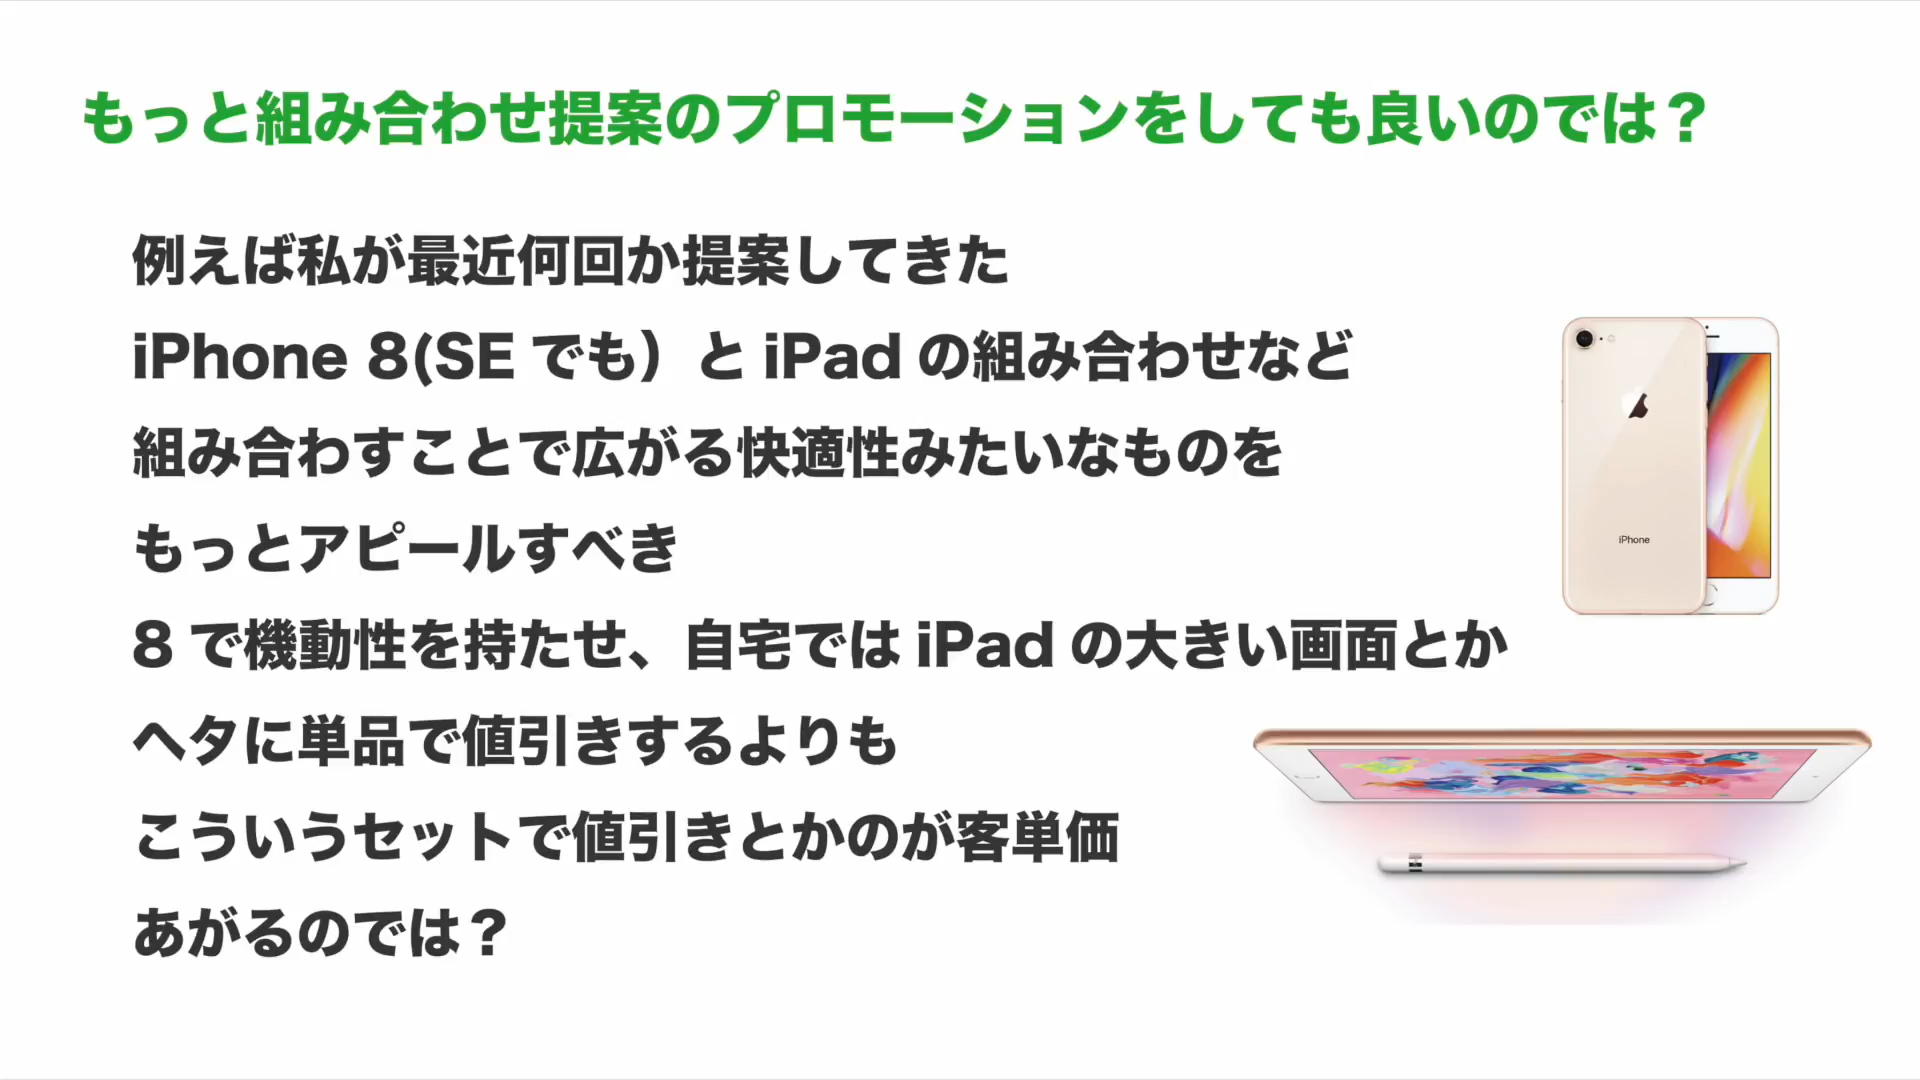 もっと組み合わせ提案のプロモーションをしても良いのでは？
例えば私が最近何回か提案してきた
iPhone 8(SE でも）と iPad の組み合わせなど
組み合わすことで広がる快適性みたいなものを
もっとアピールすべき
8 で機動性を持たせ、自宅では iPad の大きい画面とか
ヘタに単品で値引きするよりも
こういうセットで値引きとかのが客単価
あがるのでは？
iPhone